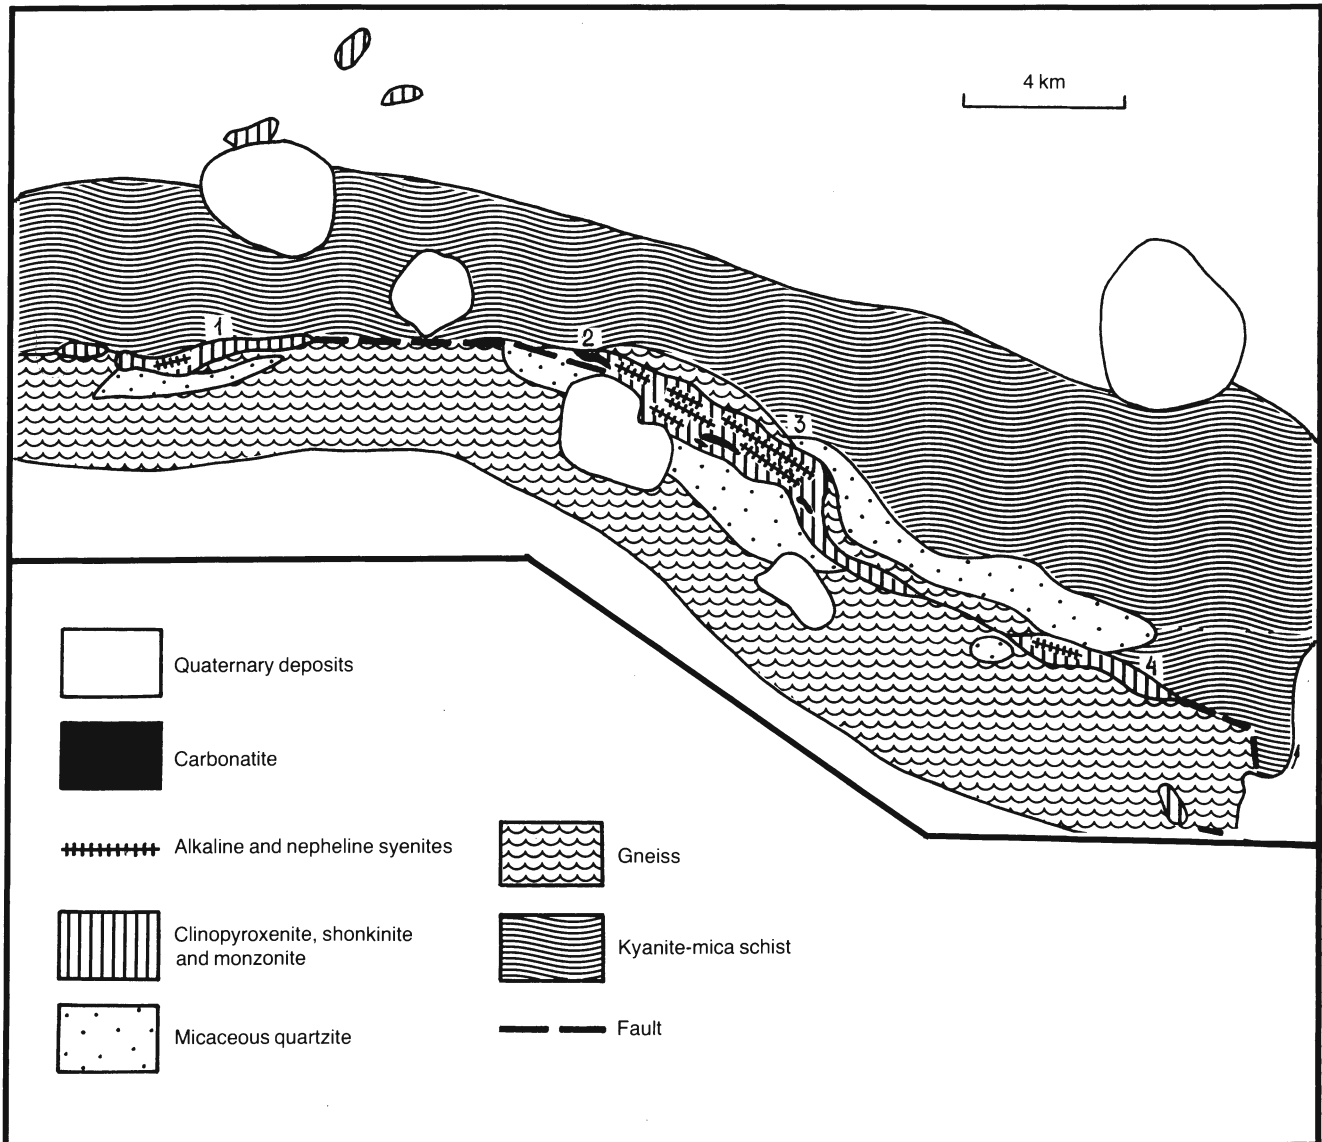 4 km
1
2
3
4
Quaternary deposits
Carbonatite
Alkaline and nepheline syenites
Clinopyroxenite, shonkinite
and monzonite
Micaceous quartzite
Gneiss
Kyanite-mica schist
Fault